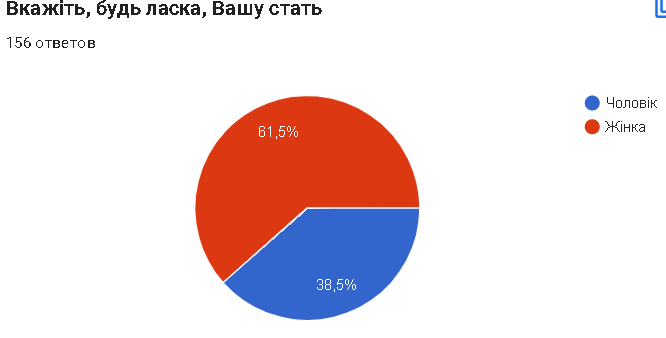 Вкажіть, будь ласка, Вашу стать
156 ответов
61,5%
38,5%
Чоловік
Жінка